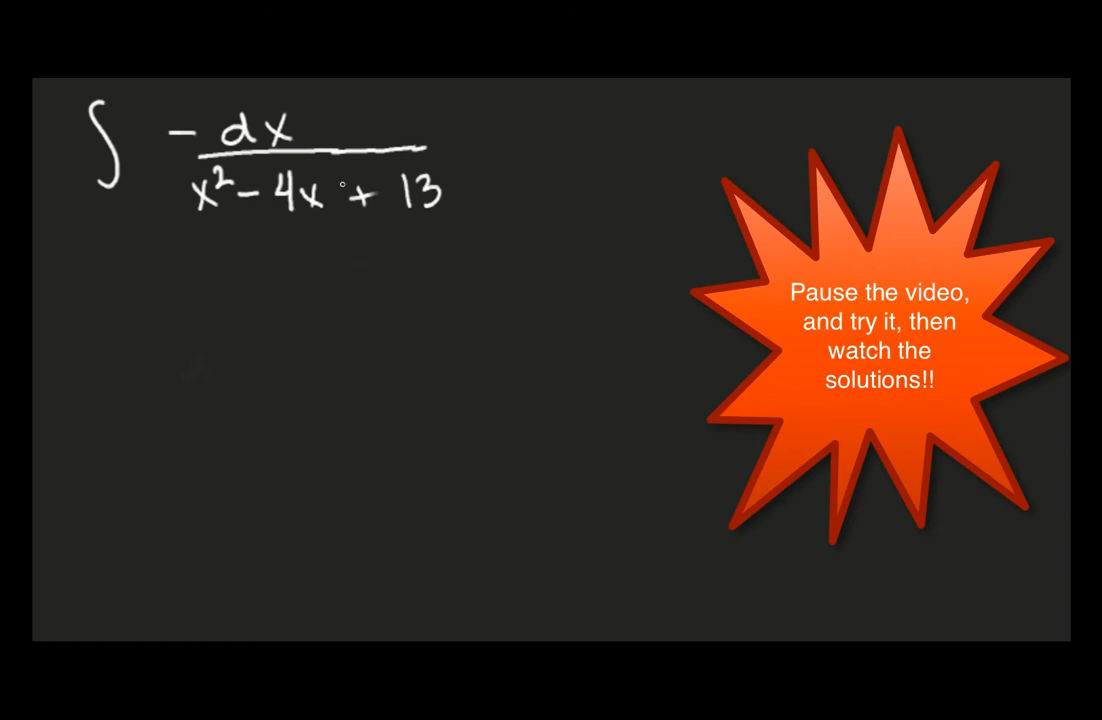 ∫ - dx
x² - 4x + 13
Pause the video,
and try it, then
watch the
solutions!!